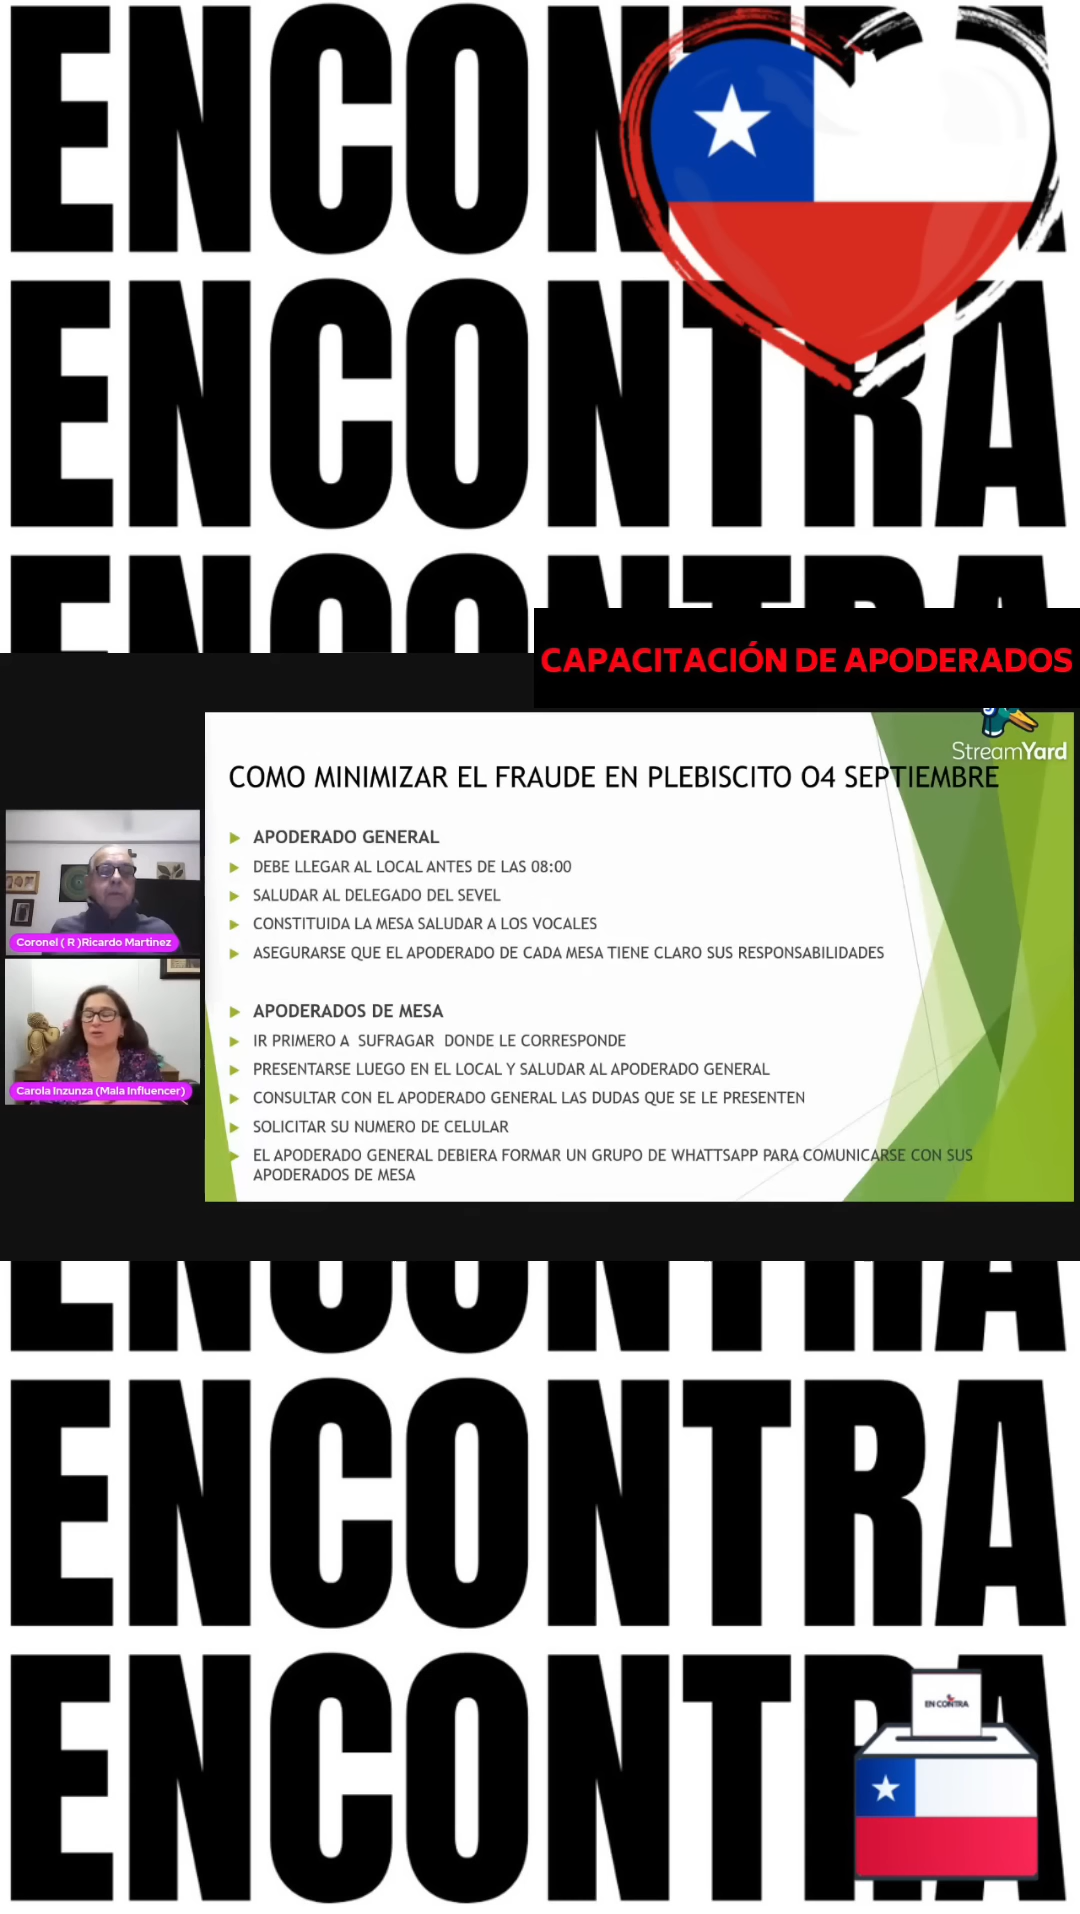 ENCONTRA
ENCONTRA
ENCONTRA
CAPACITACIÓN DE APODERADOS
StreamYard
COMO MINIMIZAR EL FRAUDE EN PLEBISCITO O4 SEPTIEMBRE
APODERADO GENERAL
DEBE LLEGAR AL LOCAL ANTES DE LAS 08:00
SALUDAR AL DELEGADO DEL SEVEL
CONSTITUIDA LA MESA SALUDAR A LOS VOCALES
ASEGURARSE QUE EL APODERADO DE CADA MESA TIENE CLARO SUS RESPONSABILIDADES
APODERADOS DE MESA
IR PRIMERO A SUFRAGAR DONDE LE CORRESPONDE
PRESENTARSE LUEGO EN EL LOCAL Y SALUDAR AL APODERADO GENERAL
CONSULTAR CON EL APODERADO GENERAL LAS DUDAS QUE SE LE PRESENTEN
SOLICITAR SU NUMERO DE CELULAR
EL APODERADO GENERAL DEBIERA FORMAR UN GRUPO DE WHATTSAPP PARA COMUNICARSE CON SUS
APODERADOS DE MESA
Coronel ( R )Ricardo Martinez
Carola Inzunza (Mala Influencer)
ENCONTRA
ENCONTRA
ENCONTRA
EN CONTRA